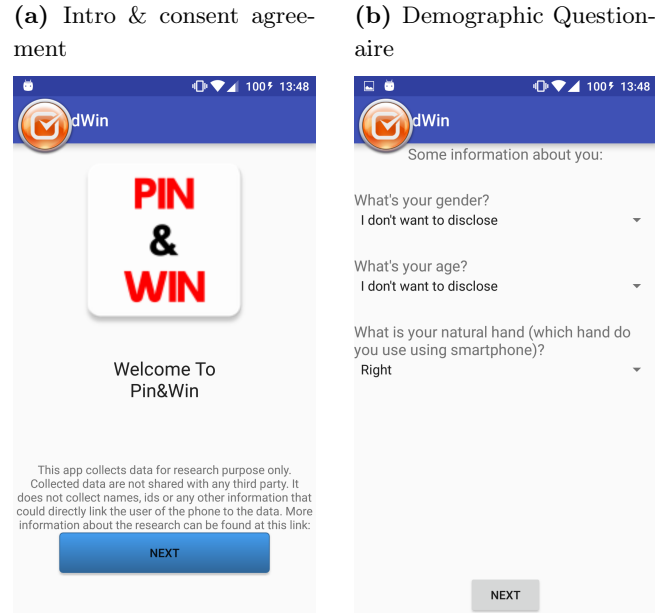 (a) Intro & consent agree-
ment
100 13:48
dWin
PIN
&
WIN
Welcome To
Pin&Win
This app collects data for research purpose only.
Collected data are not shared with any third party. It
does not collect names, ids or any other information that
could directly link the user of the phone to the data. More
information about the research can be found at this link:
NEXT
(b) Demographic Question-
aire
100 13:48
dWin
Some information about you:
What's your gender?
I don't want to disclose
What's your age?
I don't want to disclose
What is your natural hand (which hand do
you use using smartphone)?
Right
NEXT